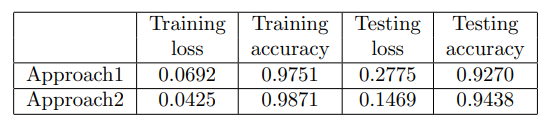 Training Training Testing Testing
loss accuracy loss accuracy
Approach1 0.0692 0.9751 0.2775 0.9270
Approach2 0.0425 0.9871 0.1469 0.9438